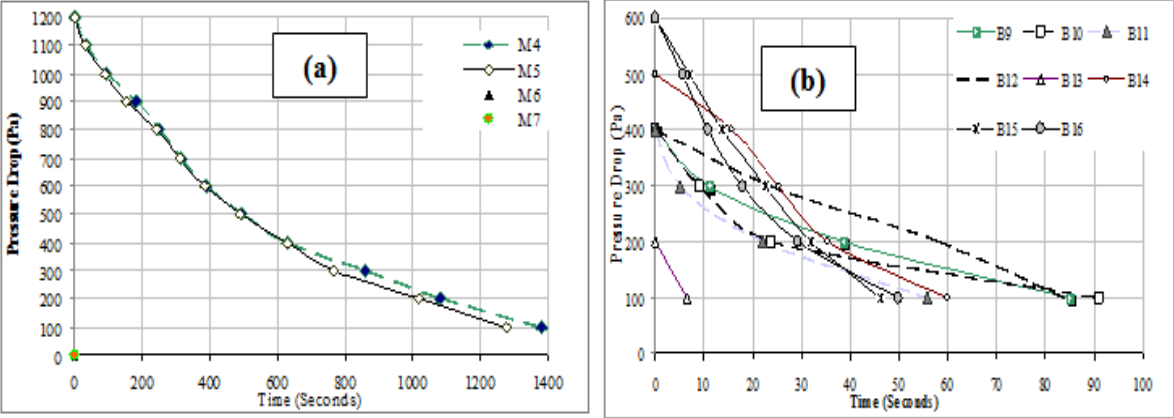 1200
1100
1000
900
800
700
600
500
400
300
200
100
0
Pressure Drop (Pa)
(a)
M4
M5
M6
M7
0 200 400 600 800 1000 1200 1400
Time (Seconds)
600
500
400
300
200
100
0
Pressure Drop (Pa)
(b)
B9 B10 B11
B12 B13 B14
B15 B16
0 10 20 30 40 50 60 70 80 90 100
Time (Seconds)